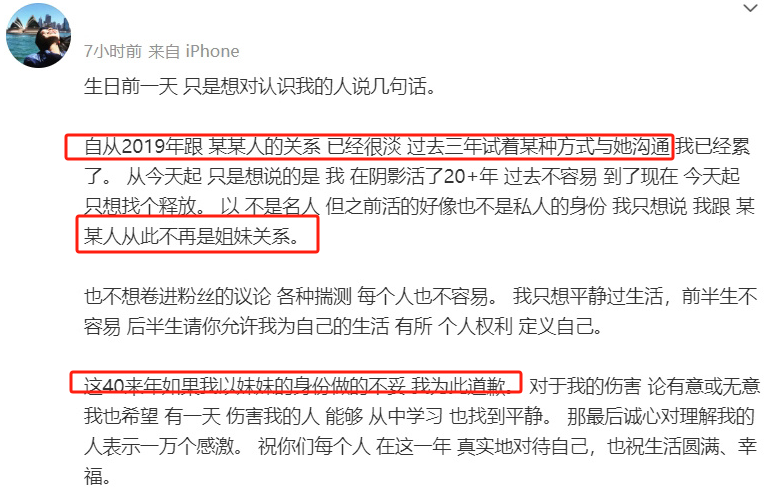 7小时前 来自 iPhone
生日前一天 只是想对认识我的人说几句话。
自从2019年跟 某某人的关系 已经很淡 过去三年试着某种方式与她沟通 我已经累
了。 从今天起 只是想说的是 我 在阴影活了20+年 过去不容易 到了现在 今天起
只想找个释放。 以 不是名人 但之前活的好像也不是私人的身份 我只想说 我跟 某
某人从此不再是姐妹关系。
也不想卷进粉丝的议论 各种揣测 每个人也不容易。 我只想平静过生活，前半生不
容易 后半生请你允许我为自己的生活 有所 个人权利 定义自己。
这40来年如果我以妹妹的身份做的不妥 我为此道歉。 对于我的伤害 论有意或无意
我也希望 有一天 伤害我的人 能够 从中学习 也找到平静。 那最后诚心对理解我的
人表示一万个感激。 祝你们每个人 在这一年 真实地对待自己，也祝生活圆满、幸
福。